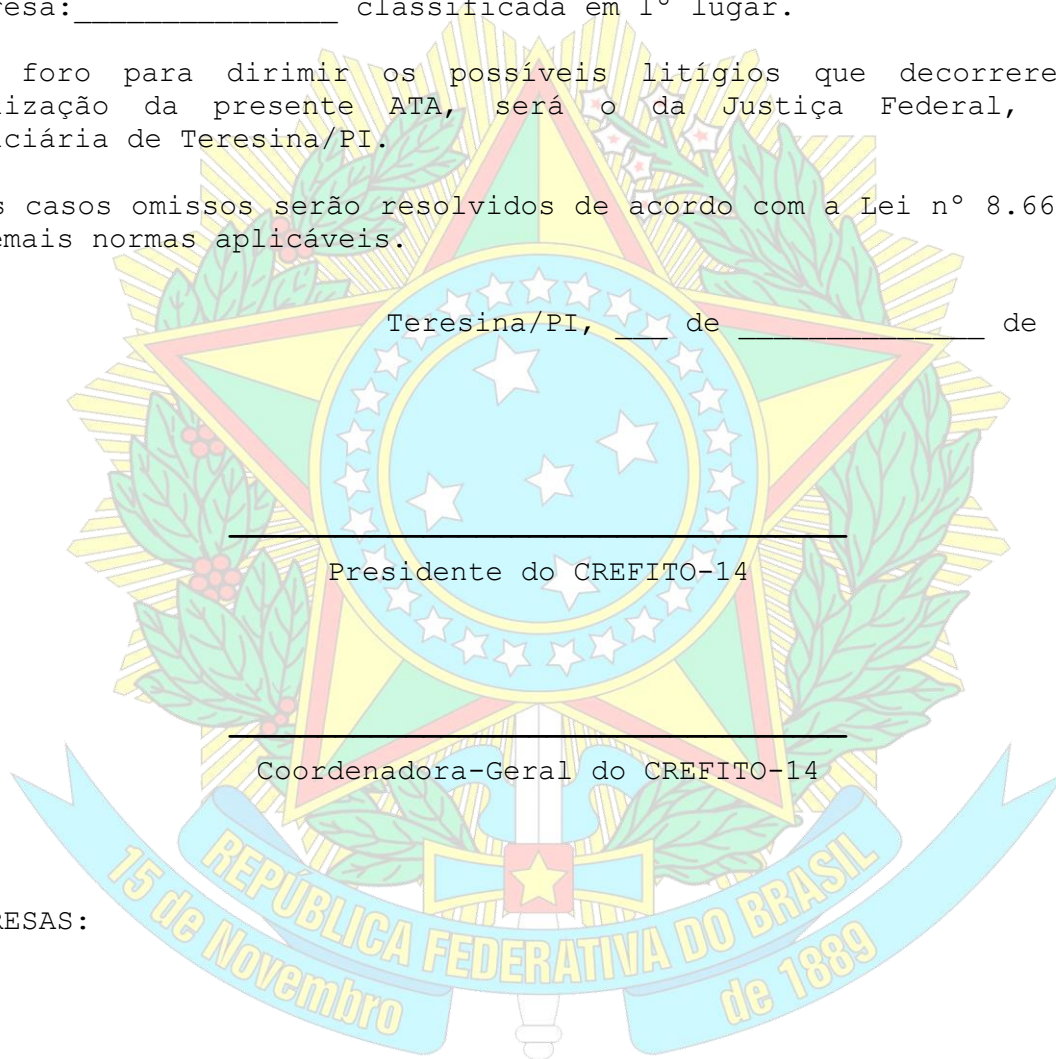 resa:_______________ classificada em 1º lugar.
foro para dirimir os possíveis litígios que decorrere
lização da presente ATA, será o da Justiça Federal,
ciária de Teresina/PI.
s casos omissos serão resolvidos de acordo com a Lei nº 8.66
emais normas aplicáveis.
Teresina/PI, ___ de ______________ de
Presidente do CREFITO-14
Coordenadora-Geral do CREFITO-14
RESAS:
REPÚBLICA FEDERATIVA DO BRASIL
15 de Novembro de 1889